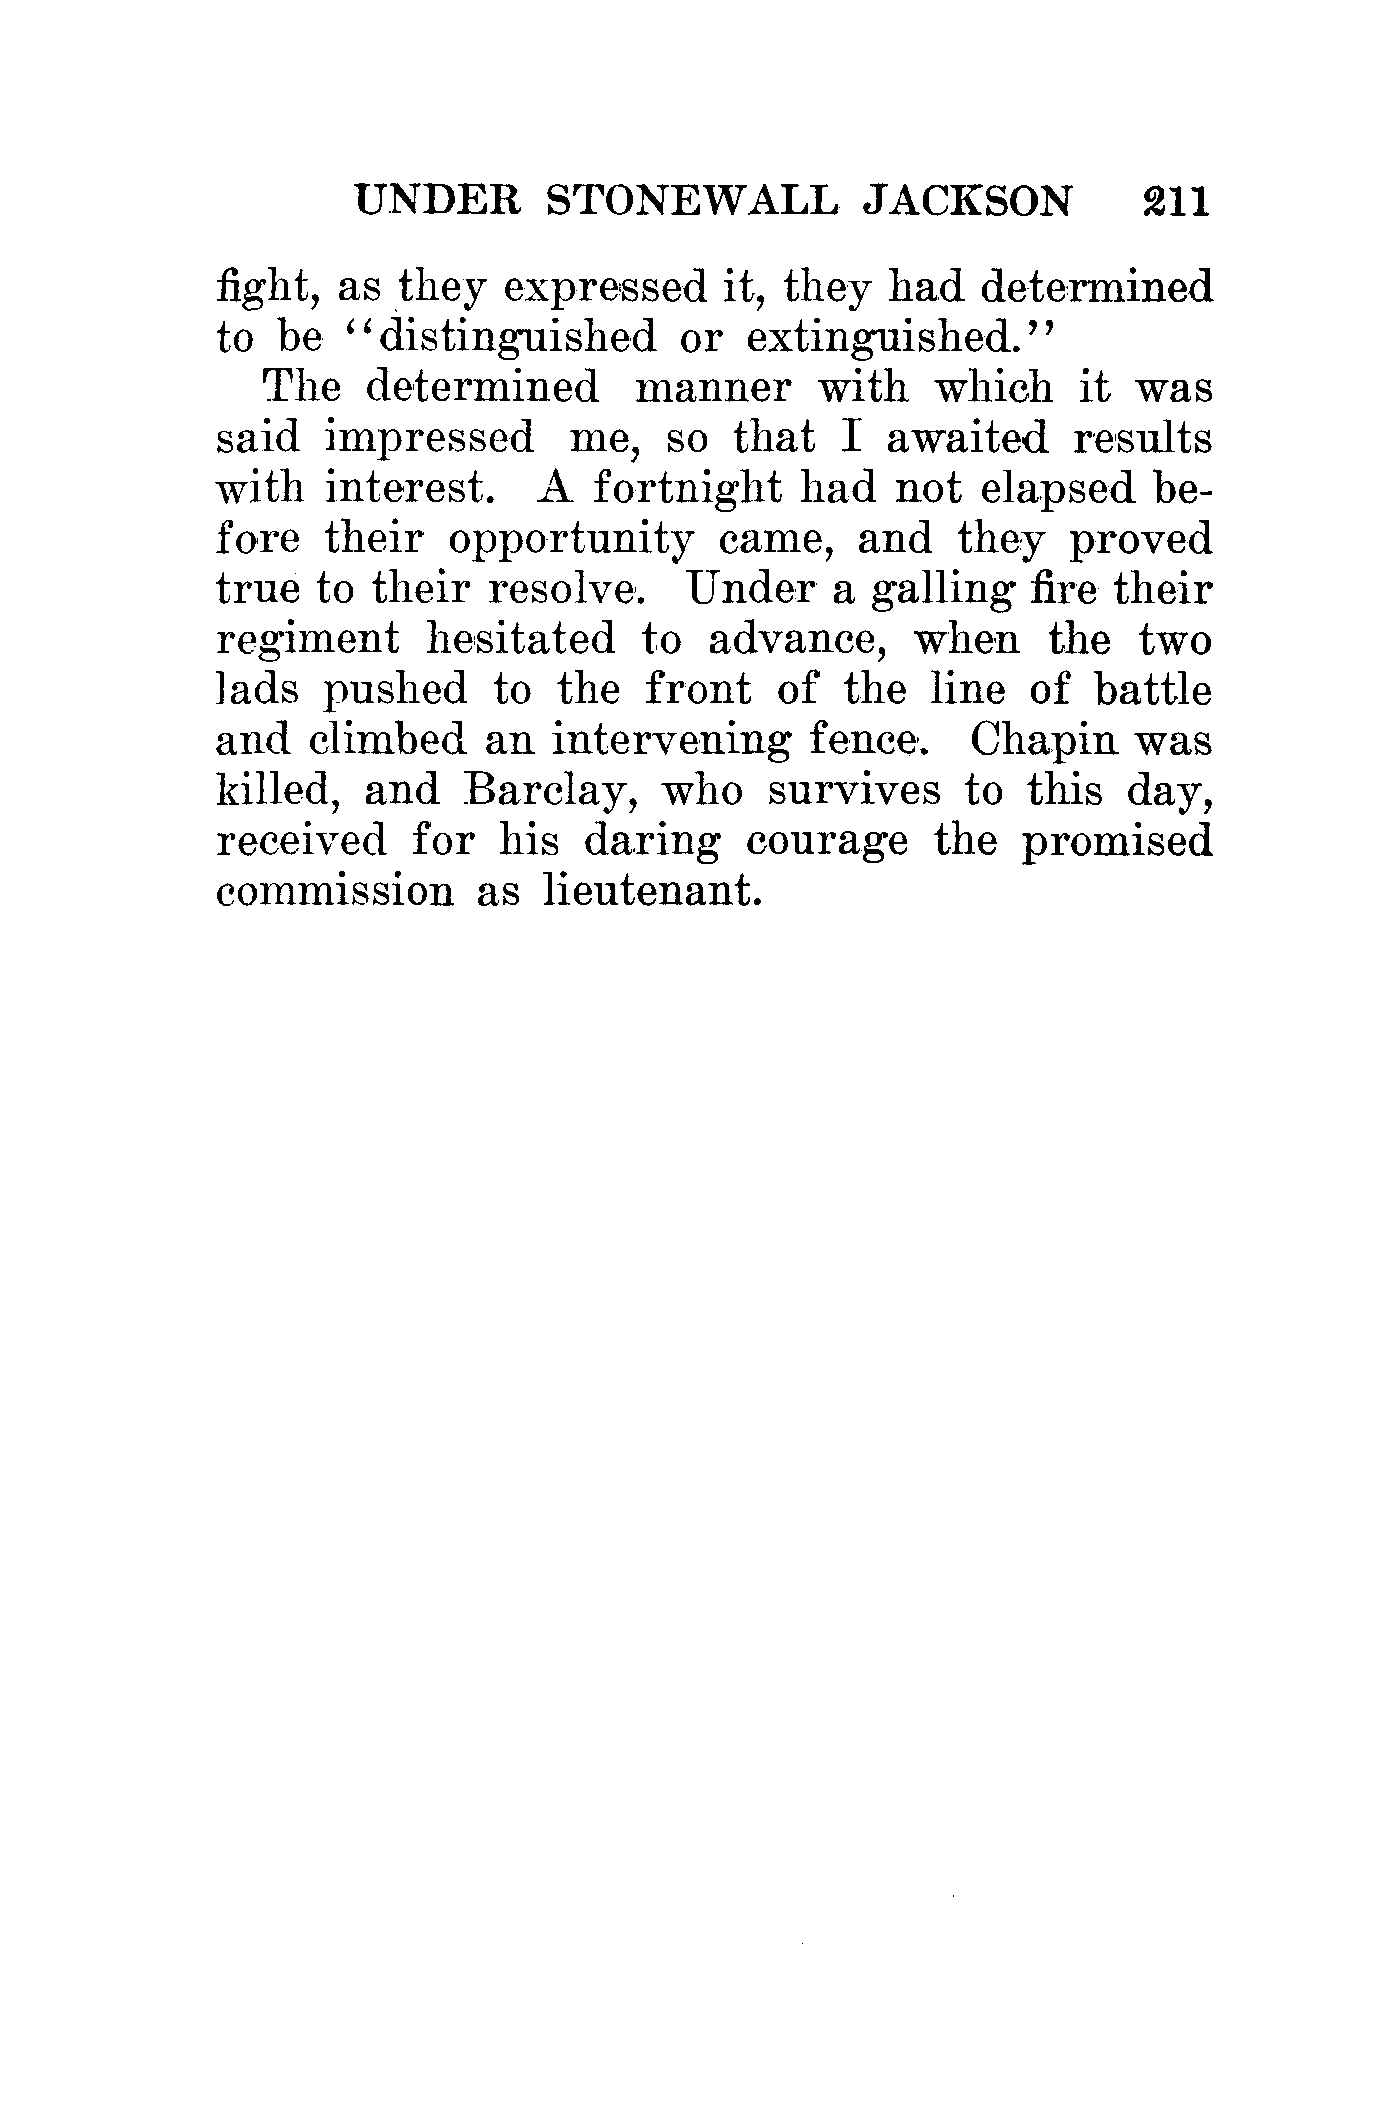 UNDER STONEWALL JACKSON 211
fight, as they expressed it, they had determined
to be "distinguished or extinguished."
The determined manner with which it was
said impressed me, so that I awaited results
with interest. A fortnight had not elapsed be-
fore their opportunity came, and they proved
true to their resolve. Under a galling fire their
regiment hesitated to advance, when the two
lads pushed to the front of the line of battle
and climbed an intervening fence. Chapin was
killed, and Barclay, who survives to this day,
received for his daring courage the promised
commission as lieutenant.